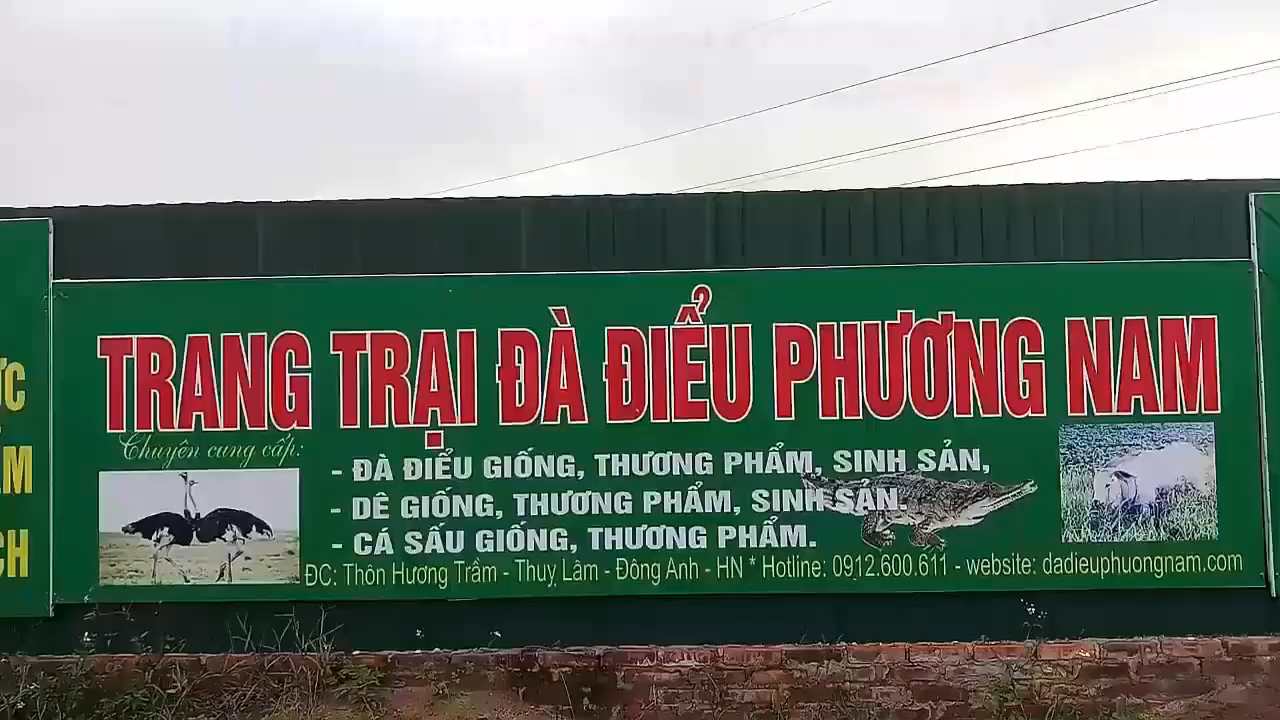 TRANG TRẠI ĐÀ ĐIỂU PHƯƠNG NAM
Chuyên cung cấp:
- ĐÀ ĐIỂU GIỐNG, THƯƠNG PHẨM, SINH SẢN,
- DÊ GIỐNG, THƯƠNG PHẨM, SINH SẢN.
- CÁ SẤU GIỐNG, THƯƠNG PHẨM.
ĐC: Thôn Hương Trầm - Thuỵ Lâm - Đông Anh - HN * Hotline: 0912.600.611 - website: dadieuphuongnam.com